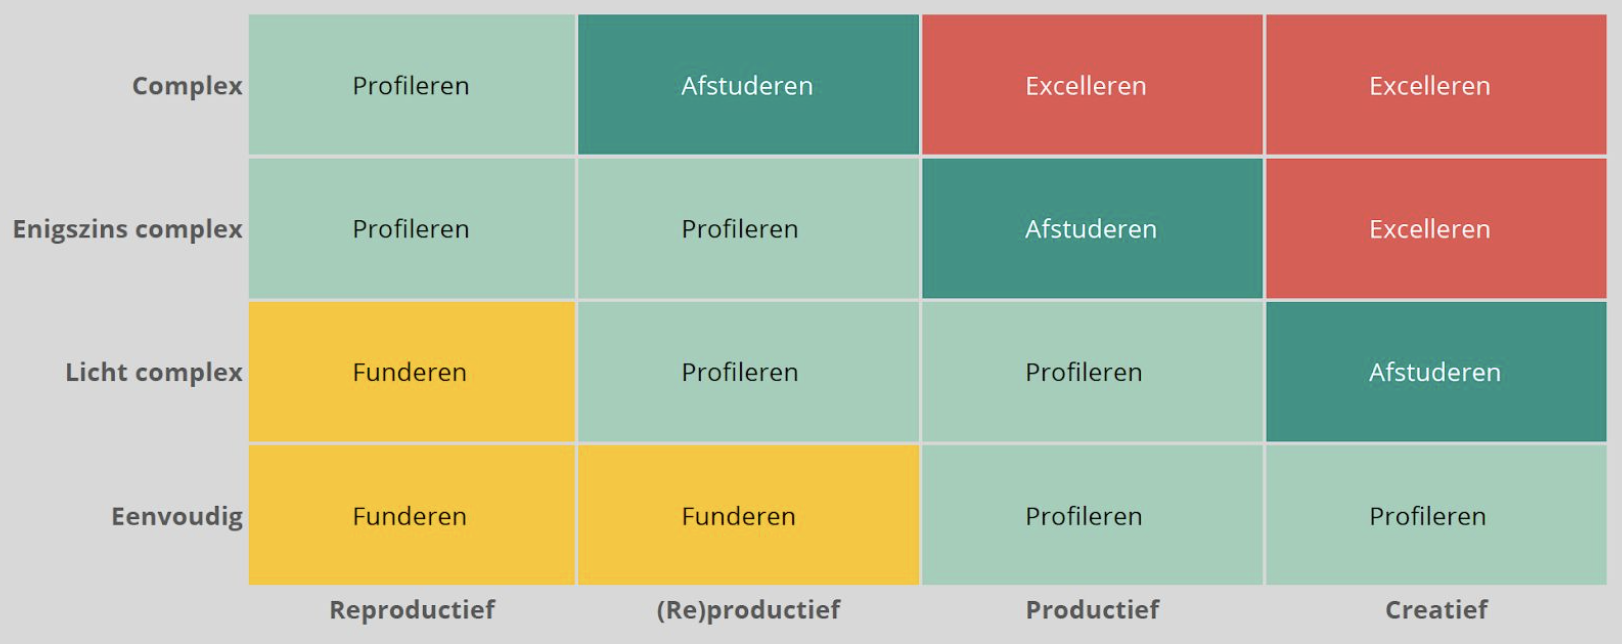 Complex Profileren Afstuderen Excelleren Excelleren
Enigszins complex Profileren Profileren Afstuderen Excelleren
Licht complex Funderen Profileren Profileren Afstuderen
Eenvoudig Funderen Funderen Profileren Profileren
Reproductief (Re)productief Productief Creatief